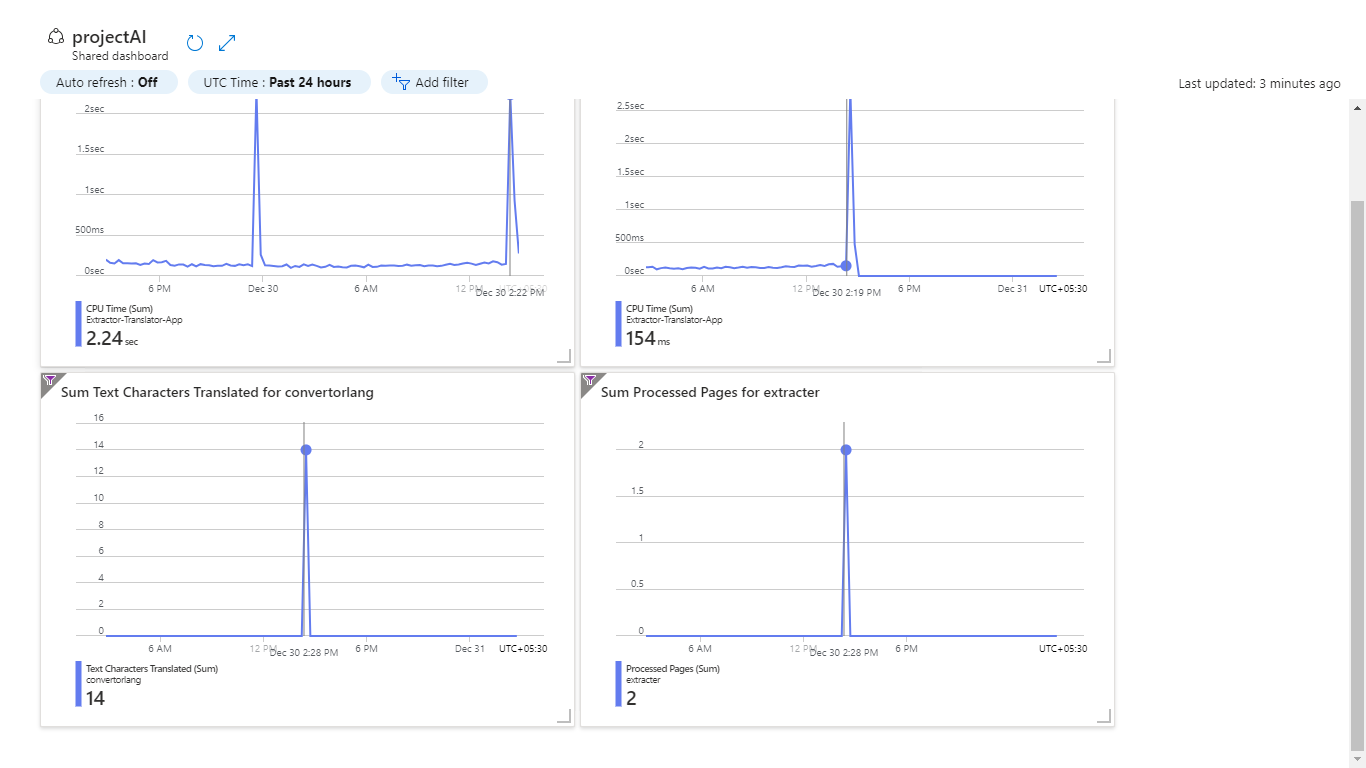 projectAI
Shared dashboard
Auto refresh : Off
UTC Time : Past 24 hours
Add filter
Last updated: 3 minutes ago
2sec
1.5sec
1sec
500ms
0sec
6 PM
Dec 30
6 AM
12 PM
Dec 30 2:22 PM
CPU Time (Sum)
Extractor-Translator-App
2.24 sec
2.5sec
2sec
1.5sec
1sec
500ms
0sec
6 AM
12 PM
Dec 30 2:19 PM
6 PM
Dec 31
UTC+05:30
CPU Time (Sum)
Extractor-Translator-App
154 ms
Sum Text Characters Translated for convertorlang
16
14
12
10
8
6
4
2
0
6 AM
12 PM
Dec 30 2:28 PM
6 PM
Dec 31
UTC+05:30
Text Characters Translated (Sum)
convertorlang
14
Sum Processed Pages for extracter
2
1.5
1
0.5
0
6 AM
12 PM
Dec 30 2:28 PM
6 PM
UTC+05:30
Processed Pages (Sum)
extracter
2